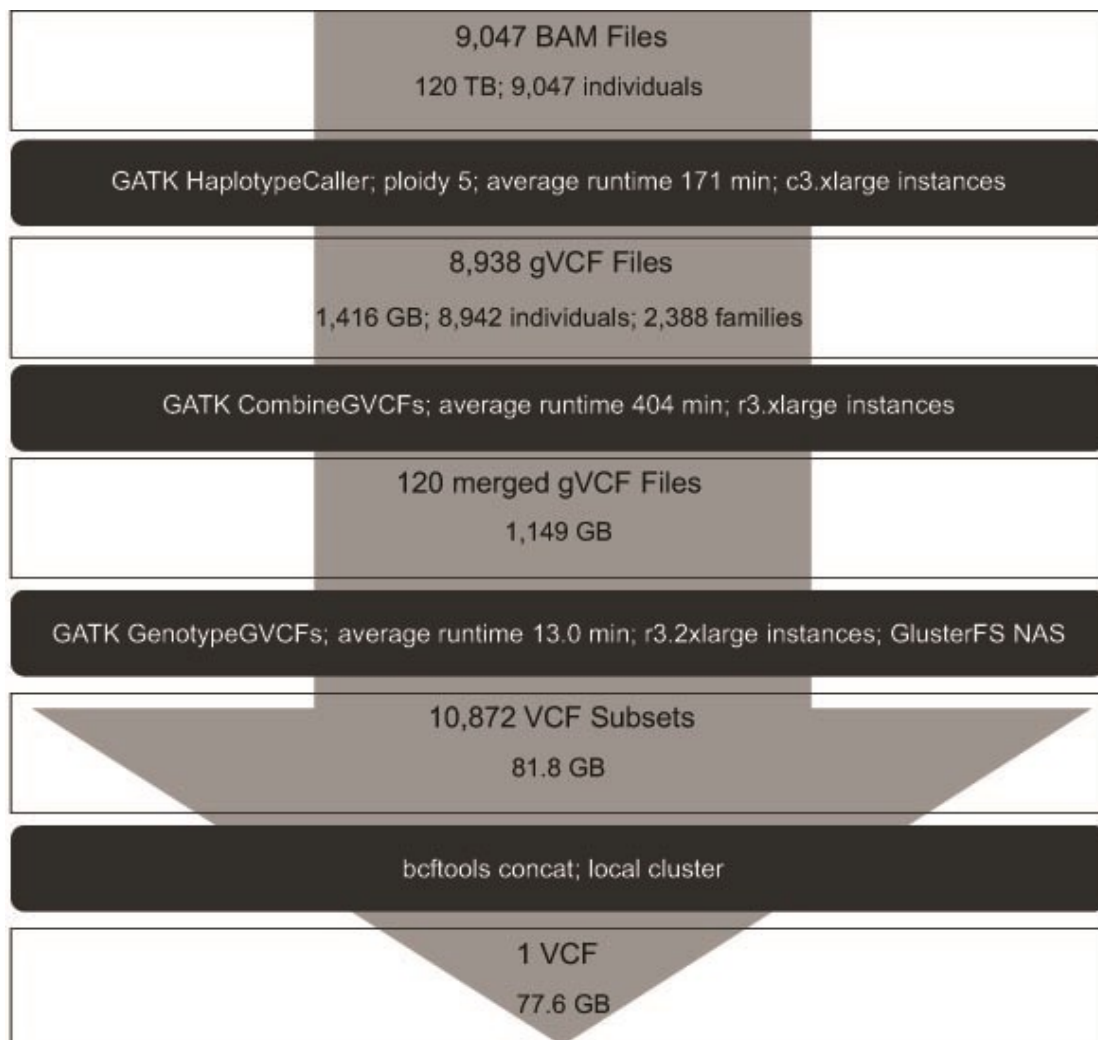 9,047 BAM Files
120 TB; 9,047 individuals
GATK HaplotypeCaller; ploidy 5; average runtime 171 min; c3.xlarge instances
8,938 gVCF Files
1,416 GB; 8,942 individuals; 2,388 families
GATK CombineGVCFs; average runtime 404 min; r3.xlarge instances
120 merged gVCF Files
1,149 GB
GATK GenotypeGVCFs; average runtime 13.0 min; r3.2xlarge instances; GlusterFS NAS
10,872 VCF Subsets
81.8 GB
bcftools concat; local cluster
1 VCF
77.6 GB